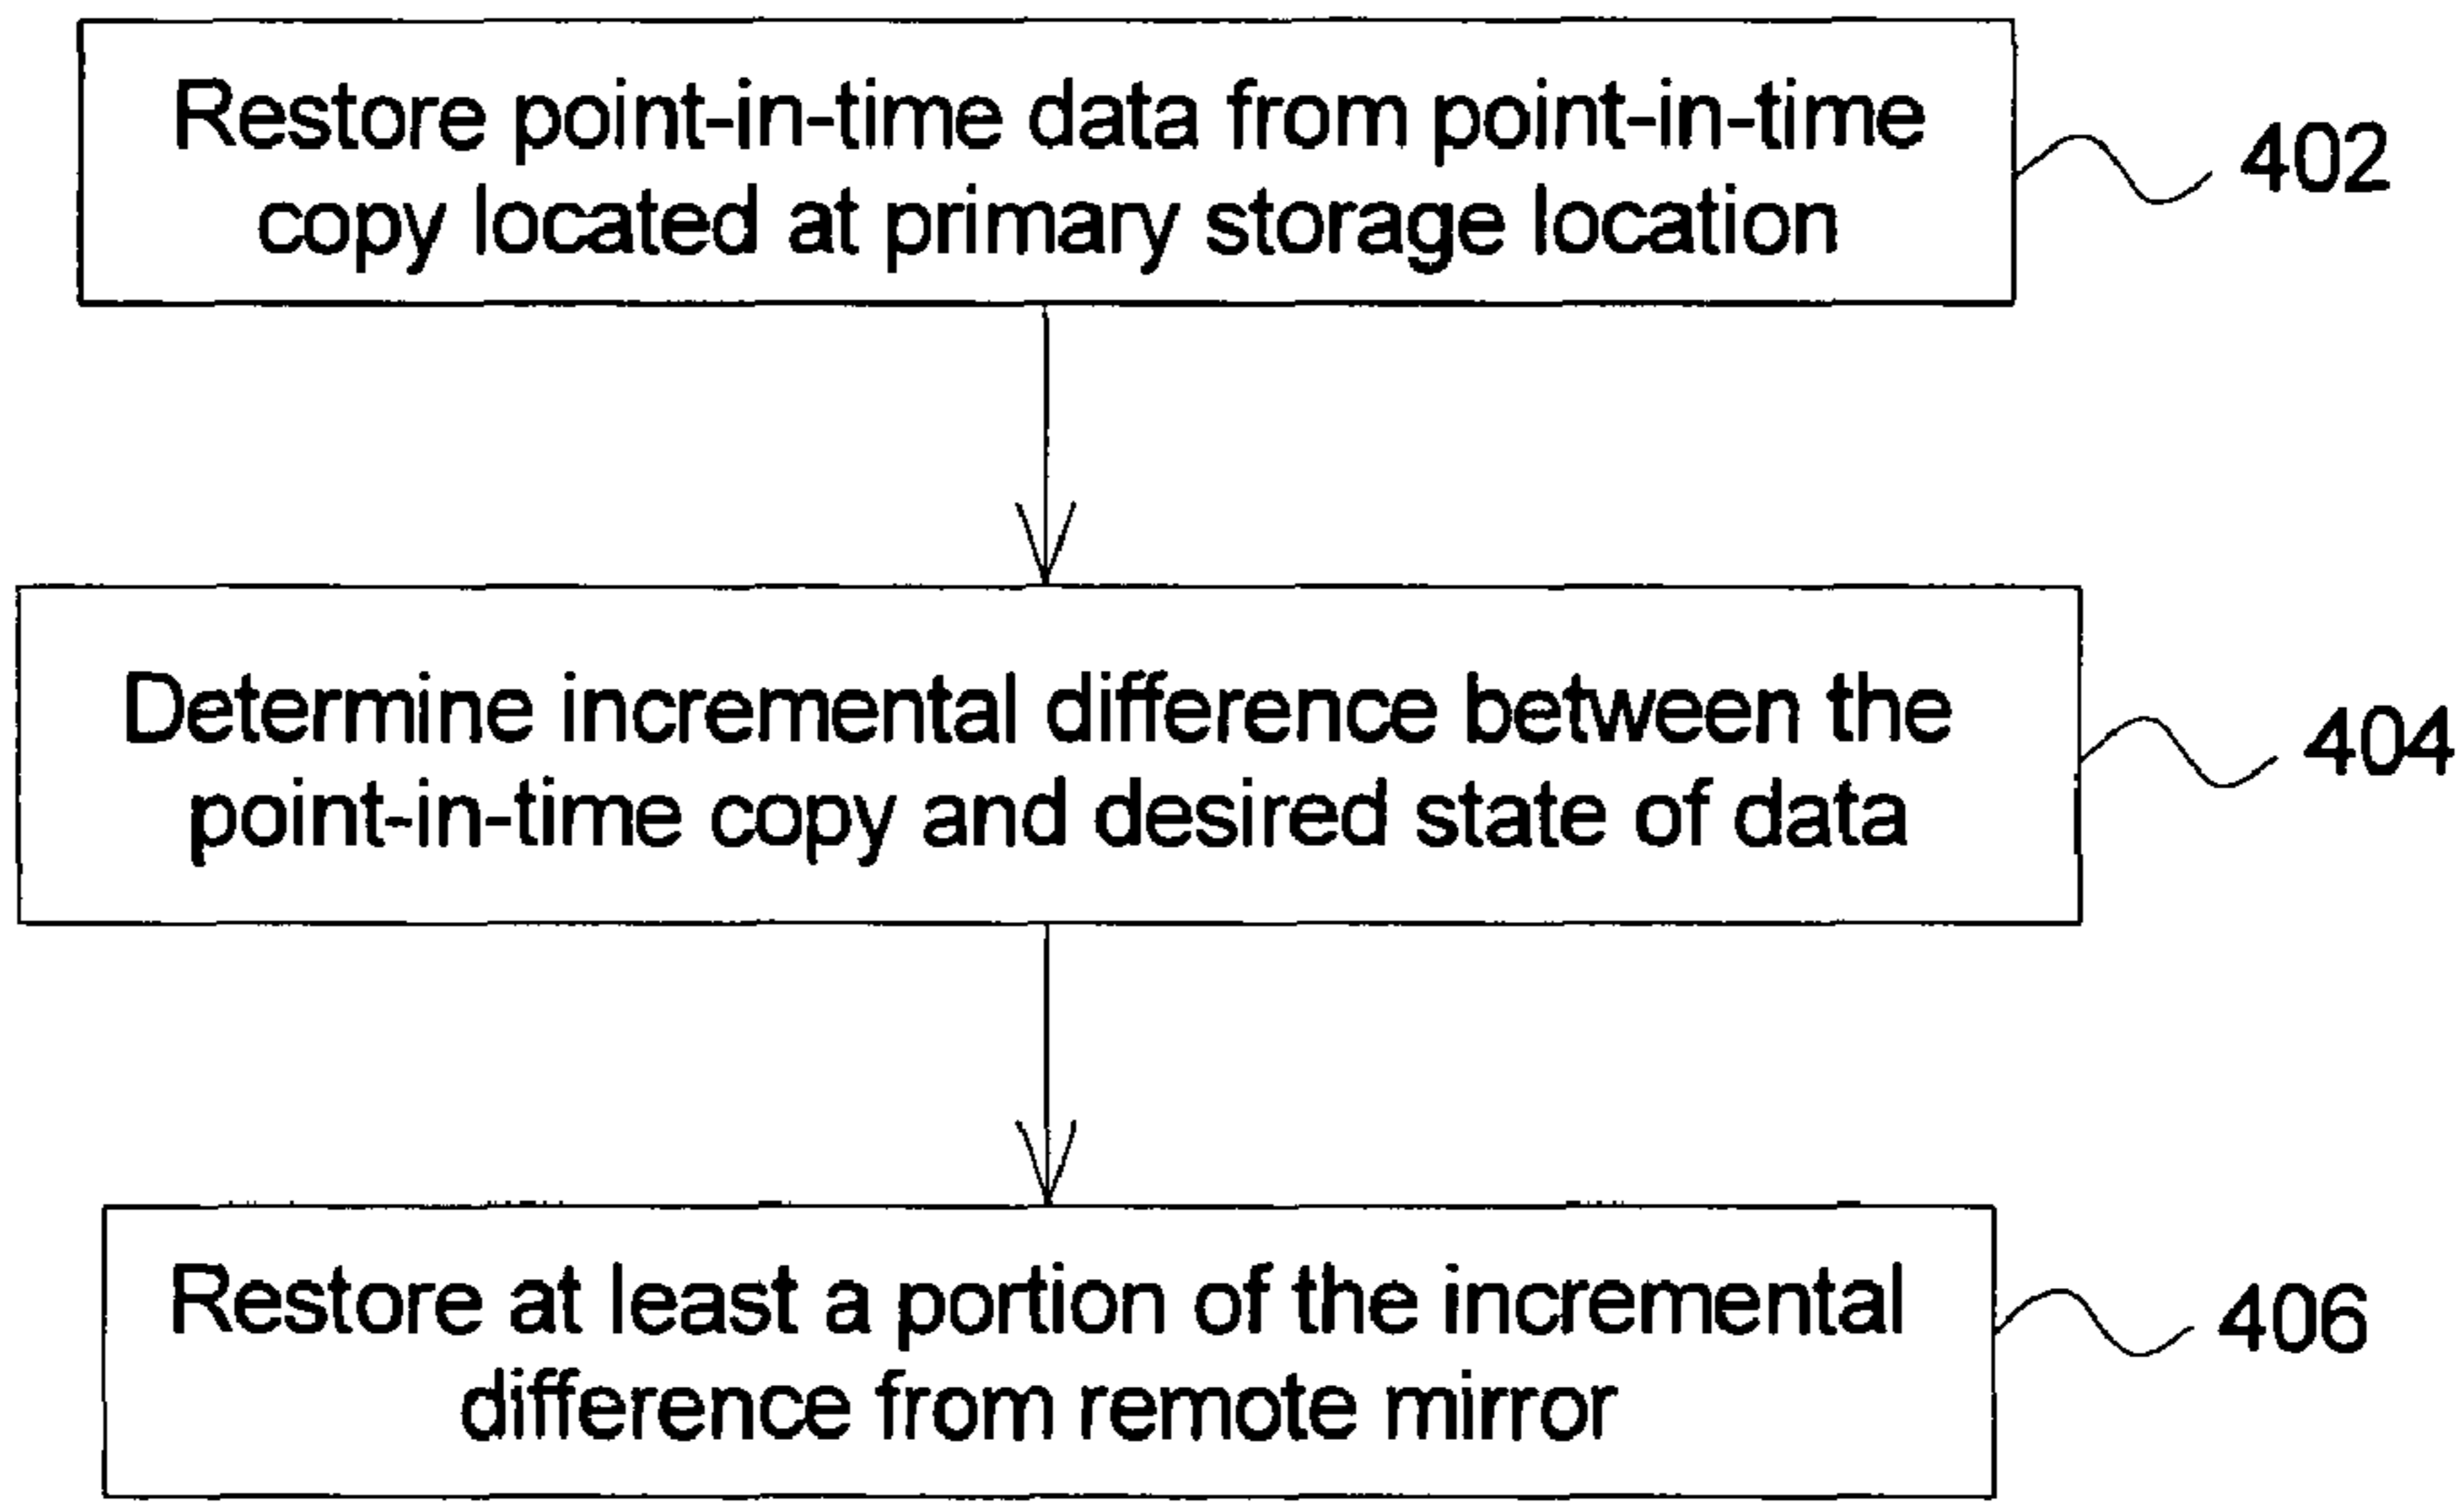 Restore point-in-time data from point-in-time
copy located at primary storage location
402
Determine incremental difference between the
point-in-time copy and desired state of data
404
Restore at least a portion of the incremental
difference from remote mirror
406